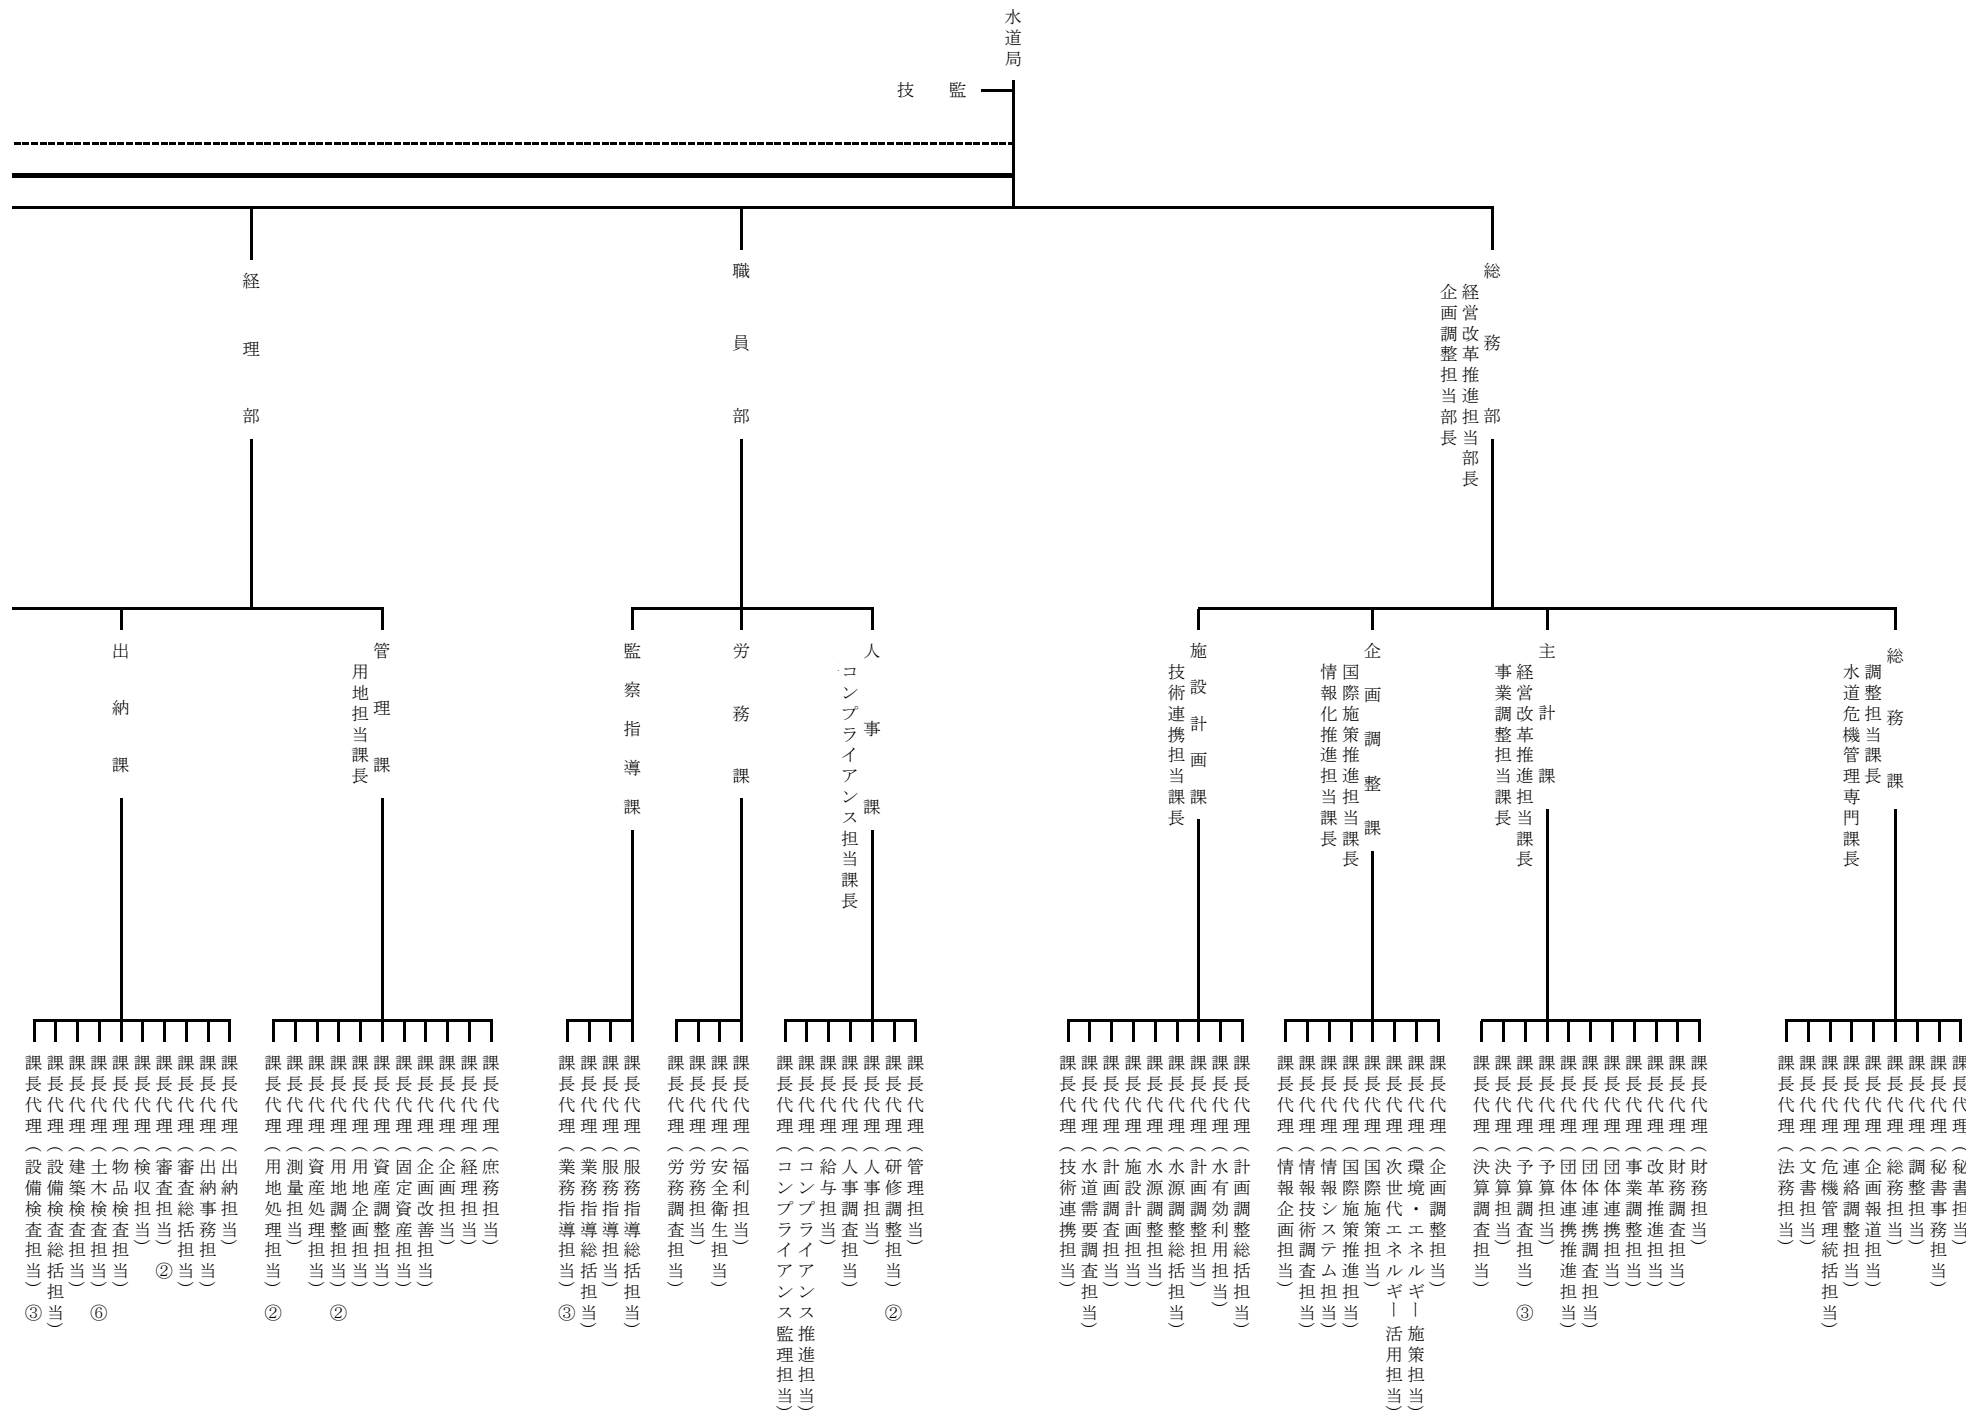 水道局
技監
総務部
経営改革推進担当部長
企画調整担当部長
職員部
経理部
総務課
調整担当課長
水道危機管理専門課長
主計課
経営改革推進担当課長
事業調整担当課長
企画調整課
国際施策推進担当課長
情報化推進担当課長
施設計画課
技術連携担当課長
人事課
コンプライアンス担当課長
労務課
監察指導課
管理課
用地担当課長
出納課
課長代理（秘書担当）
課長代理（秘書事務担当）
課長代理（調整担当）
課長代理（総務担当）
課長代理（企画報道担当）
課長代理（連絡調整担当）
課長代理（危機管理統括担当）
課長代理（文書担当）
課長代理（法務担当）
課長代理（財務担当）
課長代理（財務調査担当）
課長代理（改革推進担当）
課長代理（事業調整担当）
課長代理（団体連携担当）
課長代理（団体連携調査担当）
課長代理（団体連携推進担当）
課長代理（予算担当）
課長代理（予算調査担当）③
課長代理（決算担当）
課長代理（決算調査担当）
課長代理（企画調整担当）
課長代理（環境・エネルギー施策担当）
課長代理（次世代エネルギー活用担当）
課長代理（国際施策担当）
課長代理（国際施策推進担当）
課長代理（情報システム担当）
課長代理（情報技術調査担当）
課長代理（情報企画担当）
課長代理（計画調整総括担当）
課長代理（水有効利用担当）
課長代理（計画調整担当）
課長代理（水源調整総括担当）
課長代理（水源調整担当）
課長代理（施設計画担当）
課長代理（計画調査担当）
課長代理（水道需要調査担当）
課長代理（技術連携担当）
課長代理（管理担当）
課長代理（研修調整担当）②
課長代理（人事担当）
課長代理（人事調査担当）
課長代理（給与担当）
課長代理（コンプライアンス推進担当）
課長代理（コンプライアンス監理担当）
課長代理（福利担当）
課長代理（安全衛生担当）
課長代理（労務担当）
課長代理（労務調査担当）
課長代理（服務指導総括担当）
課長代理（服務指導担当）
課長代理（業務指導総括担当）
課長代理（業務指導担当）③
課長代理（庶務担当）
課長代理（経理担当）
課長代理（企画担当）
課長代理（企画改善担当）
課長代理（固定資産担当）
課長代理（資産調整担当）
課長代理（用地企画担当）
課長代理（用地調整担当）②
課長代理（資産処理担当）
課長代理（測量担当）
課長代理（用地処理担当）②
課長代理（出納担当）
課長代理（出納事務担当）
課長代理（審査総括担当）
課長代理（審査担当）②
課長代理（検収担当）
課長代理（物品検査担当）
課長代理（土木検査担当）⑥
課長代理（建築検査担当）
課長代理（設備検査総括担当）
課長代理（設備検査担当）③